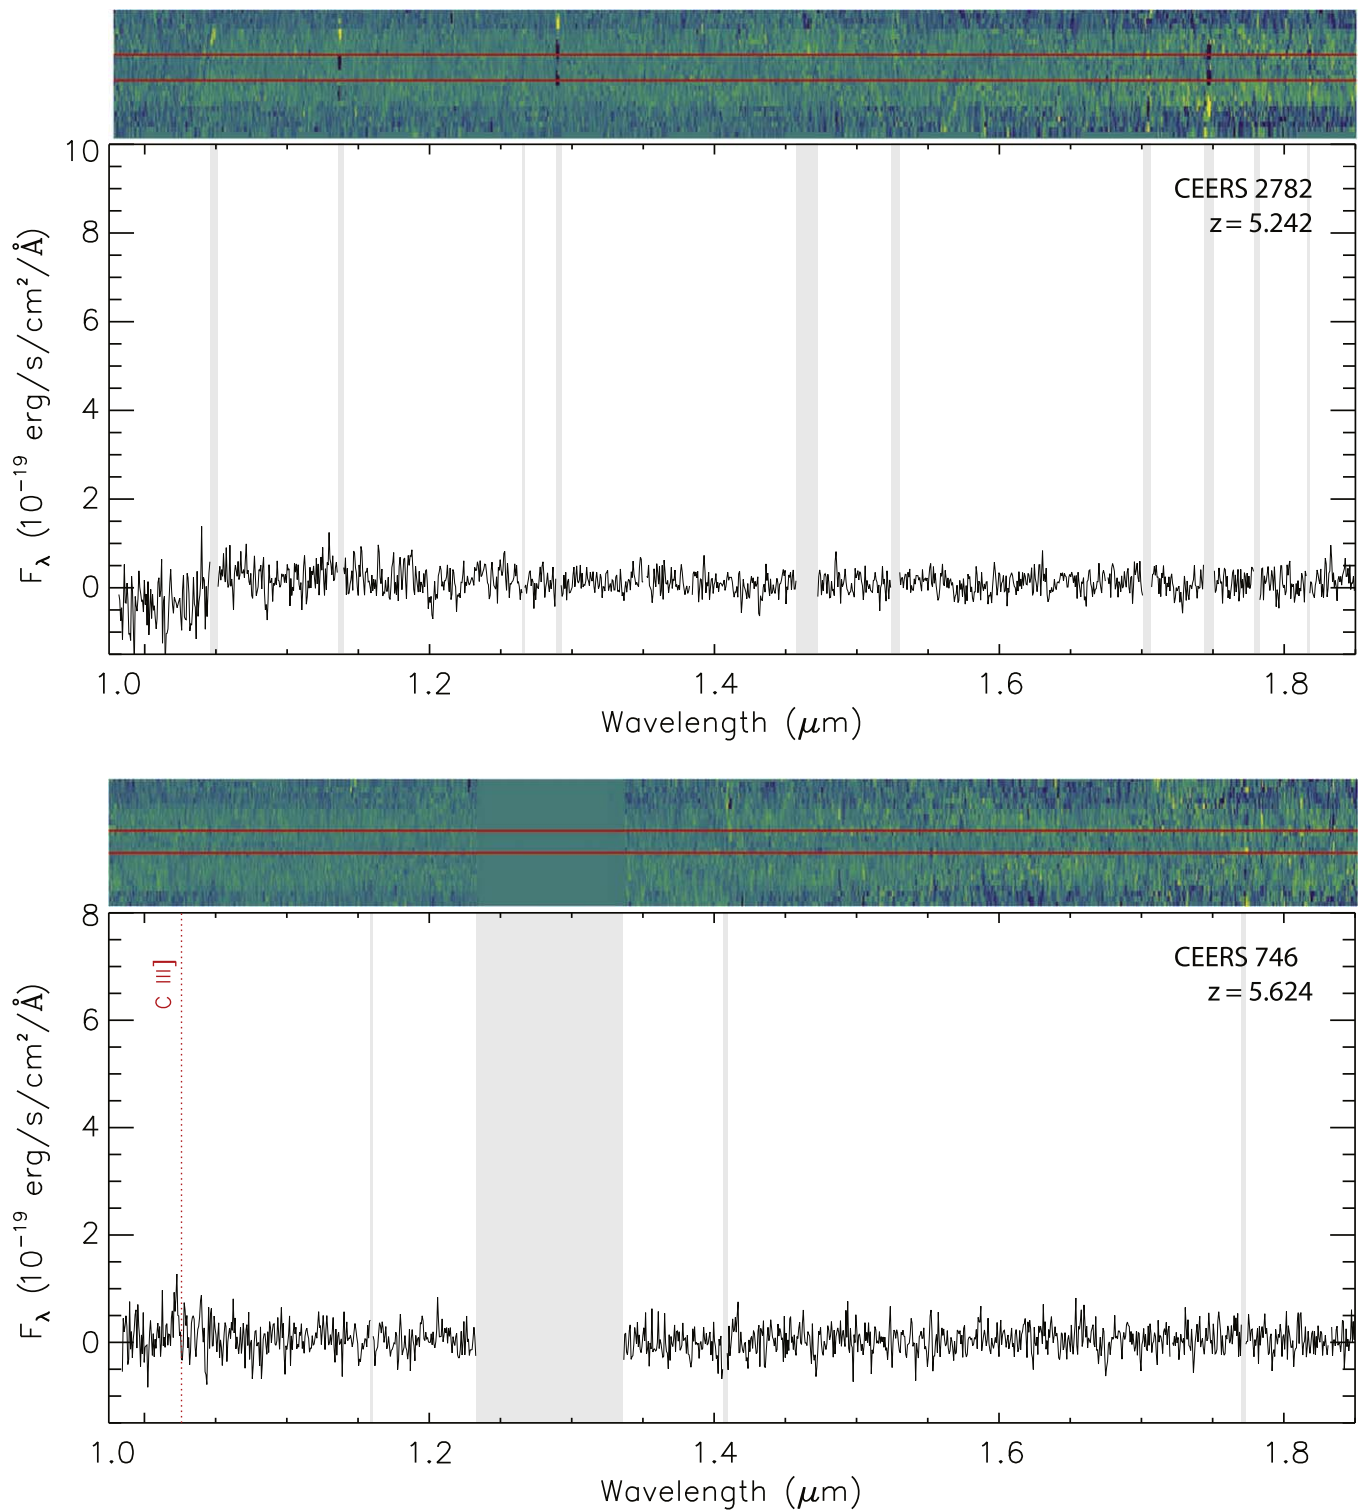 10
8
6
4
2
0
F_λ (10⁻¹⁹ erg/s/cm²/Å)
CEERS 2782
z = 5.242
1.0 1.2 1.4 1.6 1.8
Wavelength (μm)
8
6
4
2
0
F_λ (10⁻¹⁹ erg/s/cm²/Å)
C III]
CEERS 746
z = 5.624
1.0 1.2 1.4 1.6 1.8
Wavelength (μm)